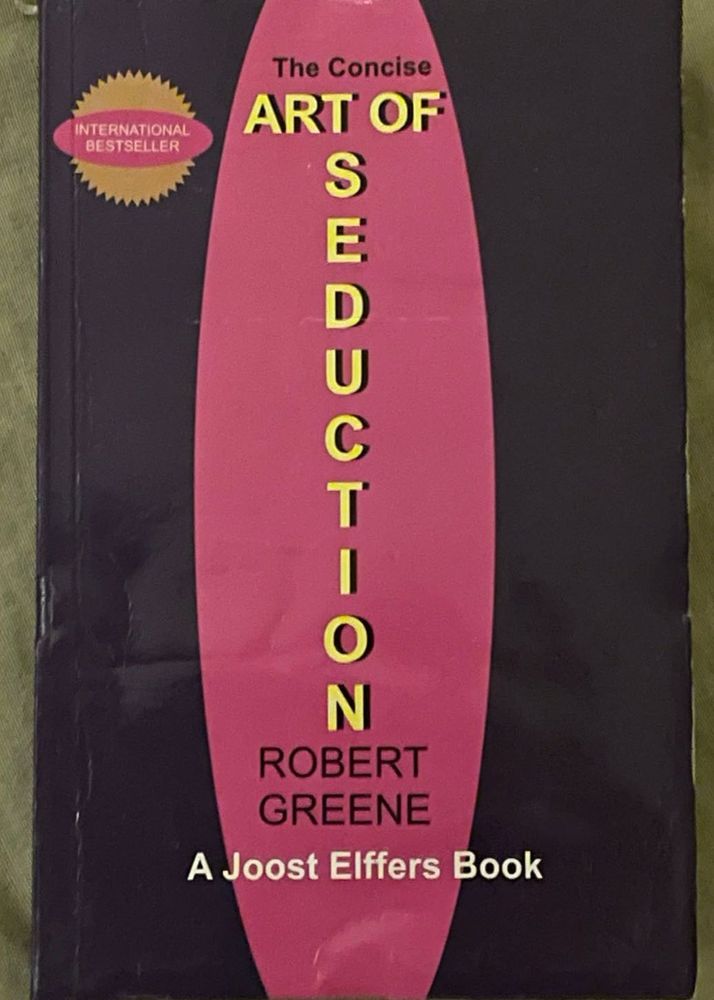 The Concise
ART OF
INTERNATIONAL
BESTSELLER
S
E
D
U
C
T
I
O
N
ROBERT
GREENE
A Joost Elffers Book